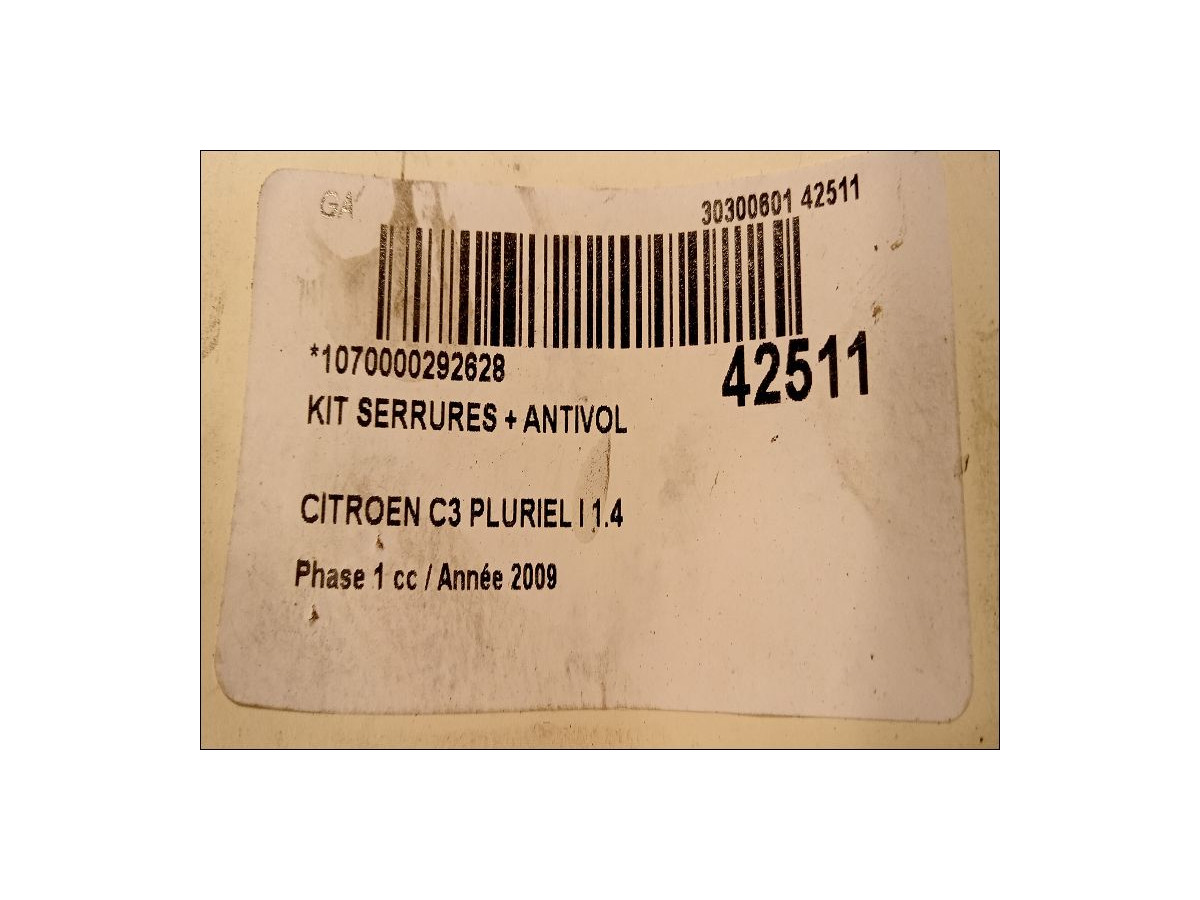 GA
30300601 42511
*1070000292628
42511
KIT SERRURES + ANTIVOL
CITROEN C3 PLURIEL I 1.4
Phase 1 cc / Année 2009